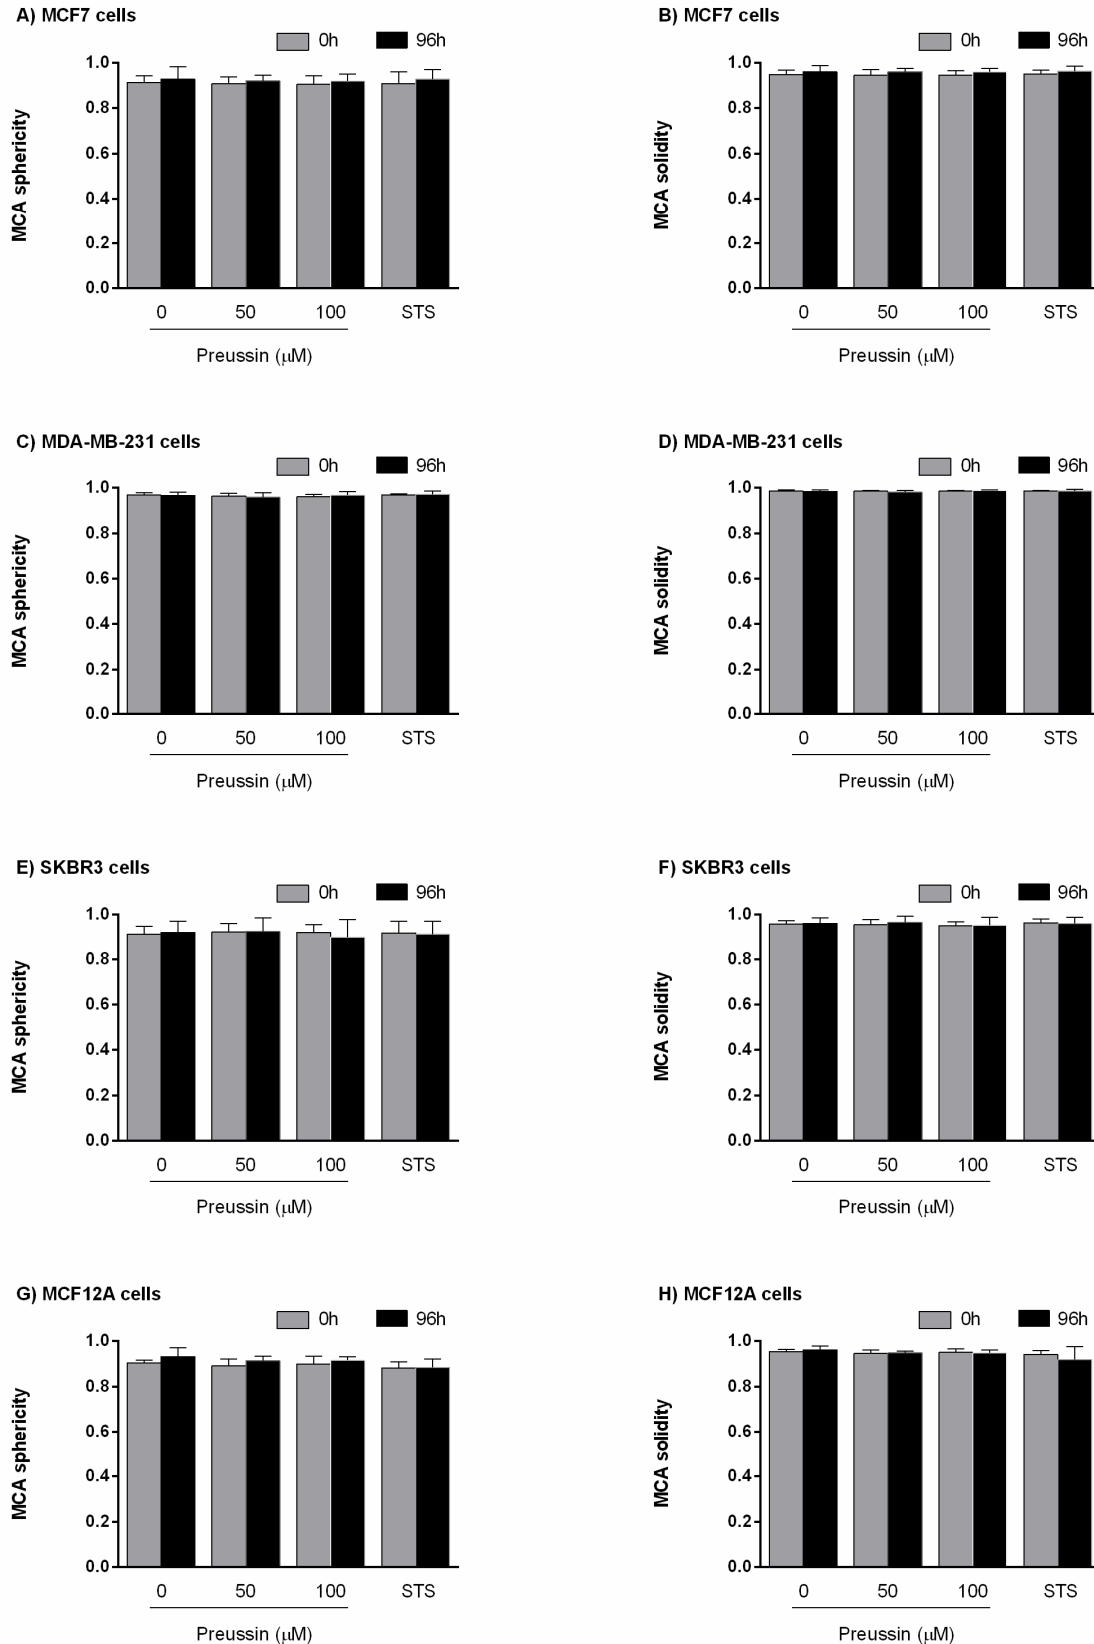 A) MCF7 cells
0h 96h
MCA sphericity
1.0
0.8
0.6
0.4
0.2
0.0
0 50 100 STS
Preussin (μM)
B) MCF7 cells
0h 96h
MCA solidity
1.0
0.8
0.6
0.4
0.2
0.0
0 50 100 STS
Preussin (μM)
C) MDA-MB-231 cells
0h 96h
MCA sphericity
1.0
0.8
0.6
0.4
0.2
0.0
0 50 100 STS
Preussin (μM)
D) MDA-MB-231 cells
0h 96h
MCA solidity
1.0
0.8
0.6
0.4
0.2
0.0
0 50 100 STS
Preussin (μM)
E) SKBR3 cells
0h 96h
MCA sphericity
1.0
0.8
0.6
0.4
0.2
0.0
0 50 100 STS
Preussin (μM)
F) SKBR3 cells
0h 96h
MCA solidity
1.0
0.8
0.6
0.4
0.2
0.0
0 50 100 STS
Preussin (μM)
G) MCF12A cells
0h 96h
MCA sphericity
1.0
0.8
0.6
0.4
0.2
0.0
0 50 100 STS
Preussin (μM)
H) MCF12A cells
0h 96h
MCA solidity
1.0
0.8
0.6
0.4
0.2
0.0
0 50 100 STS
Preussin (μM)